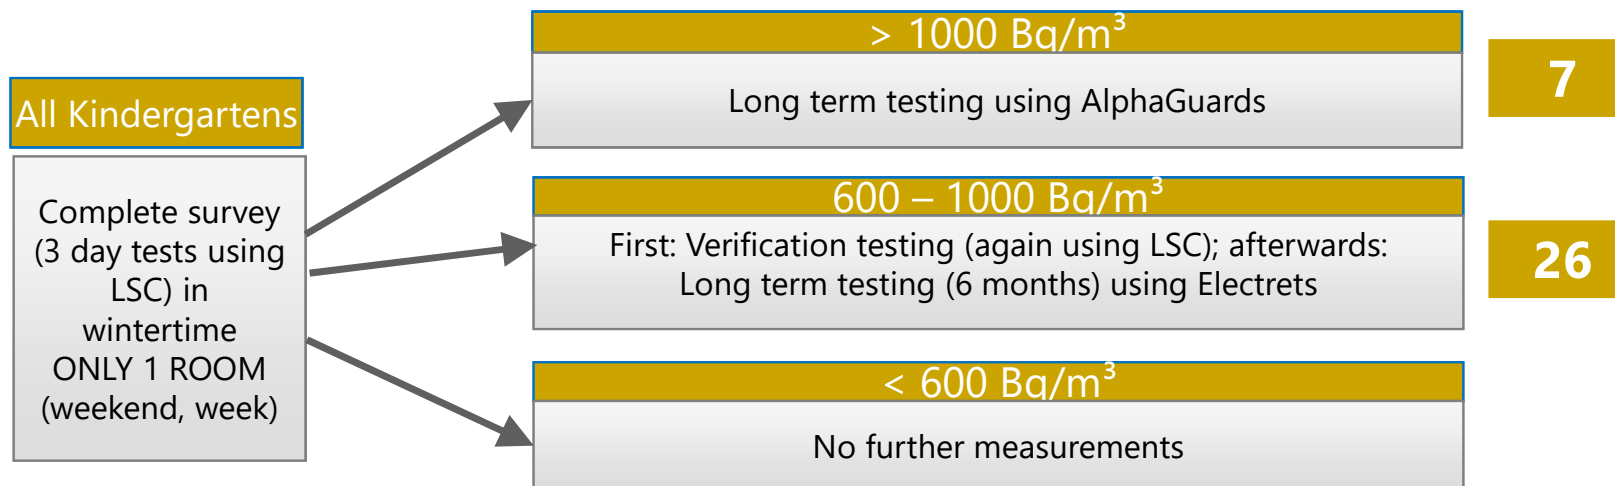 All Kindergartens
Complete survey
(3 day tests using
LSC) in
wintertime
ONLY 1 ROOM
(weekend, week)
> 1000 Bq/m³
Long term testing using AlphaGuards
7
600 – 1000 Bq/m³
First: Verification testing (again using LSC); afterwards:
Long term testing (6 months) using Electrets
26
< 600 Bq/m³
No further measurements